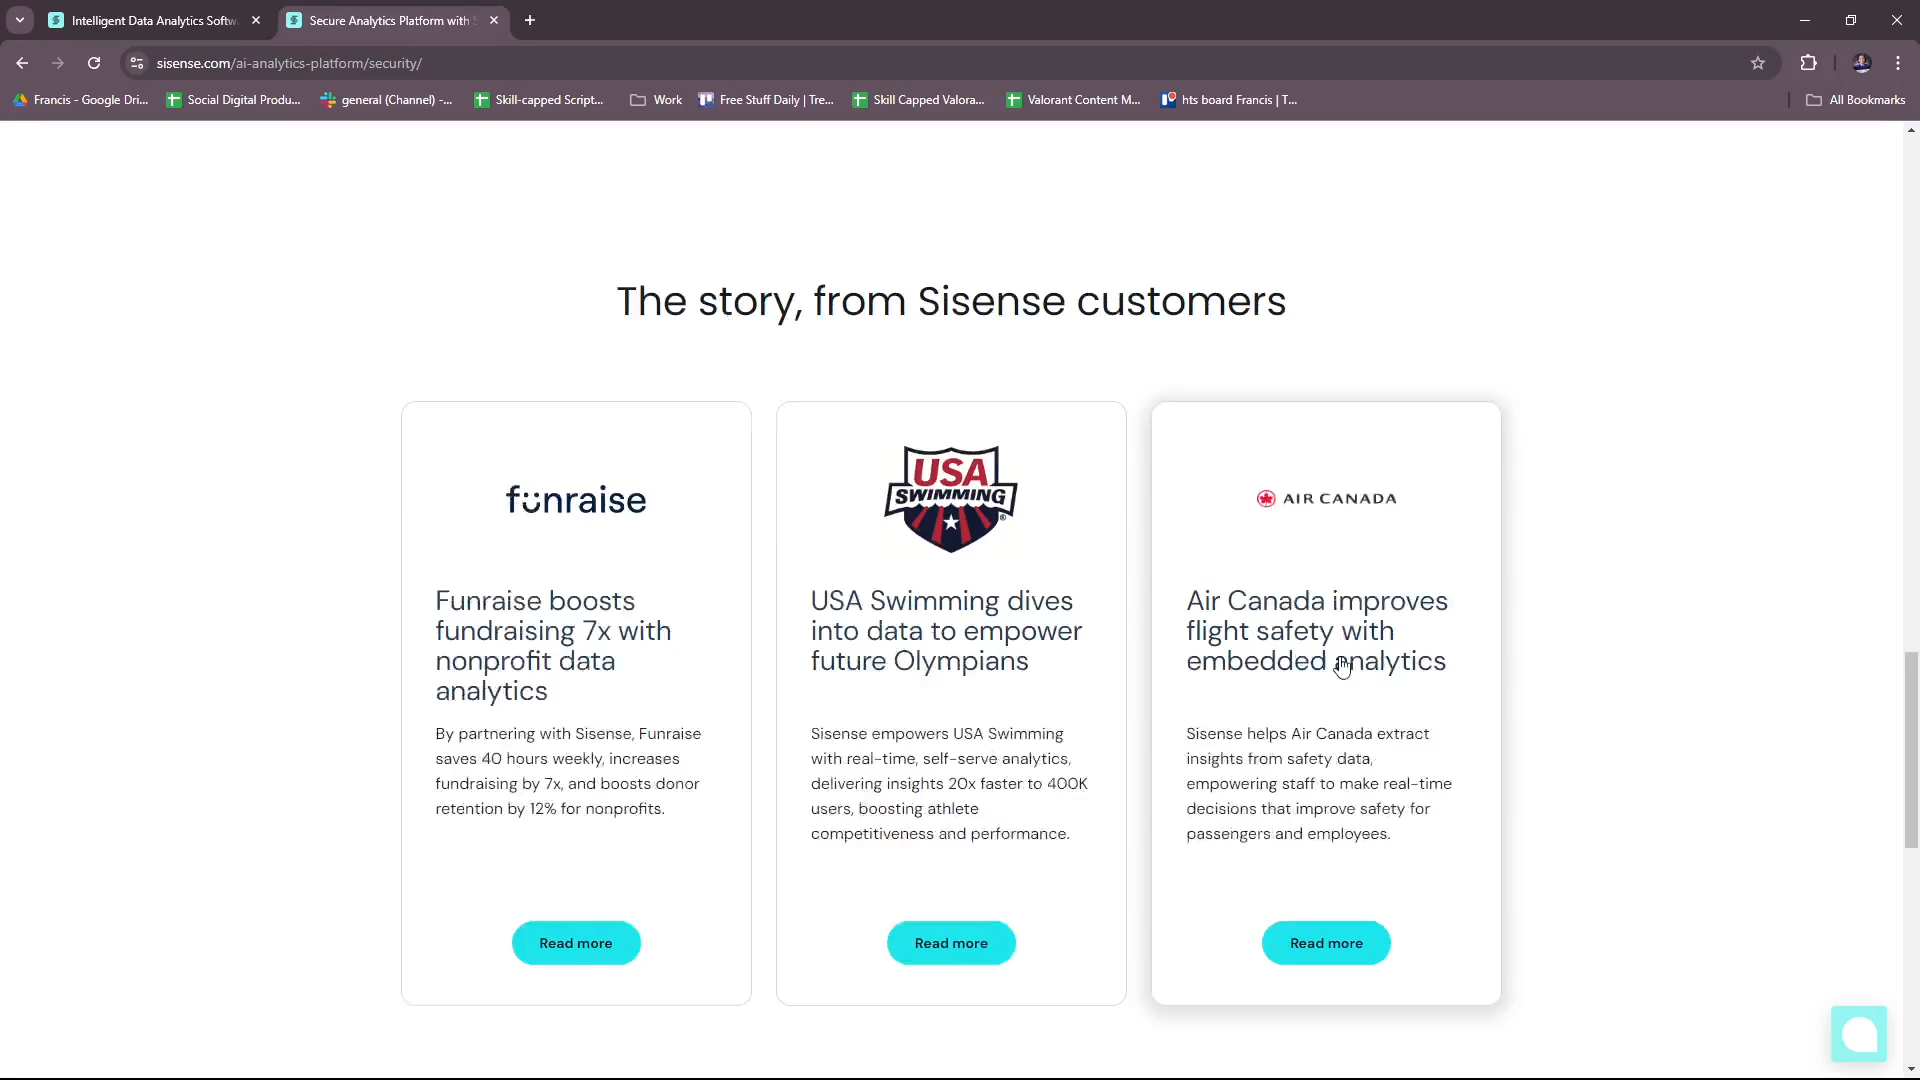 Intelligent Data Analytics Softw
Secure Analytics Platform with S
sisense.com/ai-analytics-platform/security/
Francis - Google Dri...
Social Digital Produ...
general (Channel) -...
Skill-capped Script...
Work
Free Stuff Daily | Tre...
Skill Capped Valora...
Valorant Content M...
hts board Francis | T...
All Bookmarks
The story, from Sisense customers
funraise
Funraise boosts
fundraising 7x with
nonprofit data
analytics
By partnering with Sisense, Funraise
saves 40 hours weekly, increases
fundraising by 7x, and boosts donor
retention by 12% for nonprofits.
Read more
USA
SWIMMING
®
USA Swimming dives
into data to empower
future Olympians
Sisense empowers USA Swimming
with real-time, self-serve analytics,
delivering insights 20x faster to 400K
users, boosting athlete
competitiveness and performance.
Read more
AIR CANADA
Air Canada improves
flight safety with
embedded analytics
Sisense helps Air Canada extract
insights from safety data,
empowering staff to make real-time
decisions that improve safety for
passengers and employees.
Read more